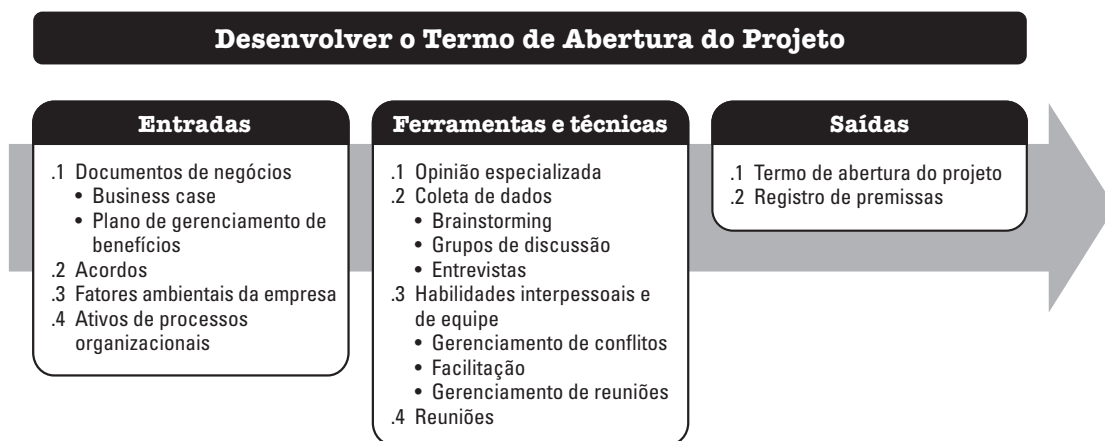 Desenvolver o Termo de Abertura do Projeto
Entradas
.1 Documentos de negócios
• Business case
• Plano de gerenciamento de
benefícios
.2 Acordos
.3 Fatores ambientais da empresa
.4 Ativos de processos
organizacionais
Ferramentas e técnicas
.1 Opinião especializada
.2 Coleta de dados
• Brainstorming
• Grupos de discussão
• Entrevistas
.3 Habilidades interpessoais e
de equipe
• Gerenciamento de conflitos
• Facilitação
• Gerenciamento de reuniões
.4 Reuniões
Saídas
.1 Termo de abertura do projeto
.2 Registro de premissas